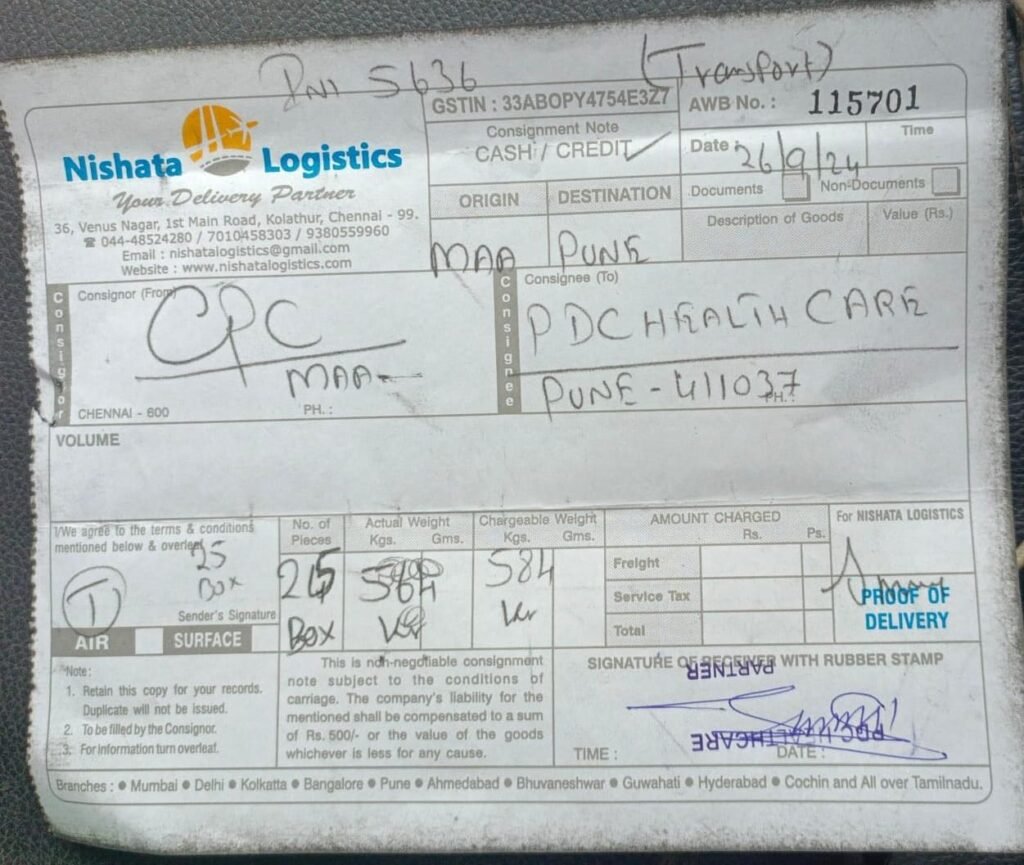 PNI 5636 (Transport)
Nishata Logistics
Your Delivery Partner
36, Venus Nagar, 1st Main Road, Kolathur, Chennai - 99.
☎ 044-48524280 / 7010458303 / 9380559960
Email : nishatalogistics@gmail.com
Website : www.nishatalogistics.com
GSTIN : 33ABOPY4754E3Z7
Consignment Note
CASH / CREDIT ✓
ORIGIN DESTINATION
MAA PUNE
AWB No. : 115701
Date : 26/9/24 Time
Documents Non-Documents
Description of Goods Value (Rs.)
Consignor
Consignor (From)
CPC
MAA
CHENNAI - 600 PH. :
Consignee
Consignee (To)
PDC HEALTH CARE
PUNE - 411037
PH. :
VOLUME
I/We agree to the terms & conditions
mentioned below & overleaf
25
Box
T
Sender's Signature
AIR SURFACE
No. of Pieces
25
Box
Actual Weight
Kgs. Gms.
584
Kg
Chargeable Weight
Kgs. Gms.
584
Kg
AMOUNT CHARGED
Rs. Ps.
Freight
Service Tax
Total
For NISHATA LOGISTICS
PROOF OF
DELIVERY
Note :
1. Retain this copy for your records.
Duplicate will not be issued.
2. To be filled by the Consignor.
3. For information turn overleaf.
This is non-negotiable consignment
note subject to the conditions of
carriage. The company's liability for the
mentioned shall be compensated to a sum
of Rs. 500/- or the value of the goods
whichever is less for any cause.
SIGNATURE OF RECEIVER WITH RUBBER STAMP
PARTNER
PDC HEALTHCARE
TIME : DATE :
Branches : ● Mumbai ● Delhi ● Kolkatta ● Bangalore ● Pune ● Ahmedabad ● Bhuvaneshwar ● Guwahati ● Hyderabad ● Cochin and All over Tamilnadu.